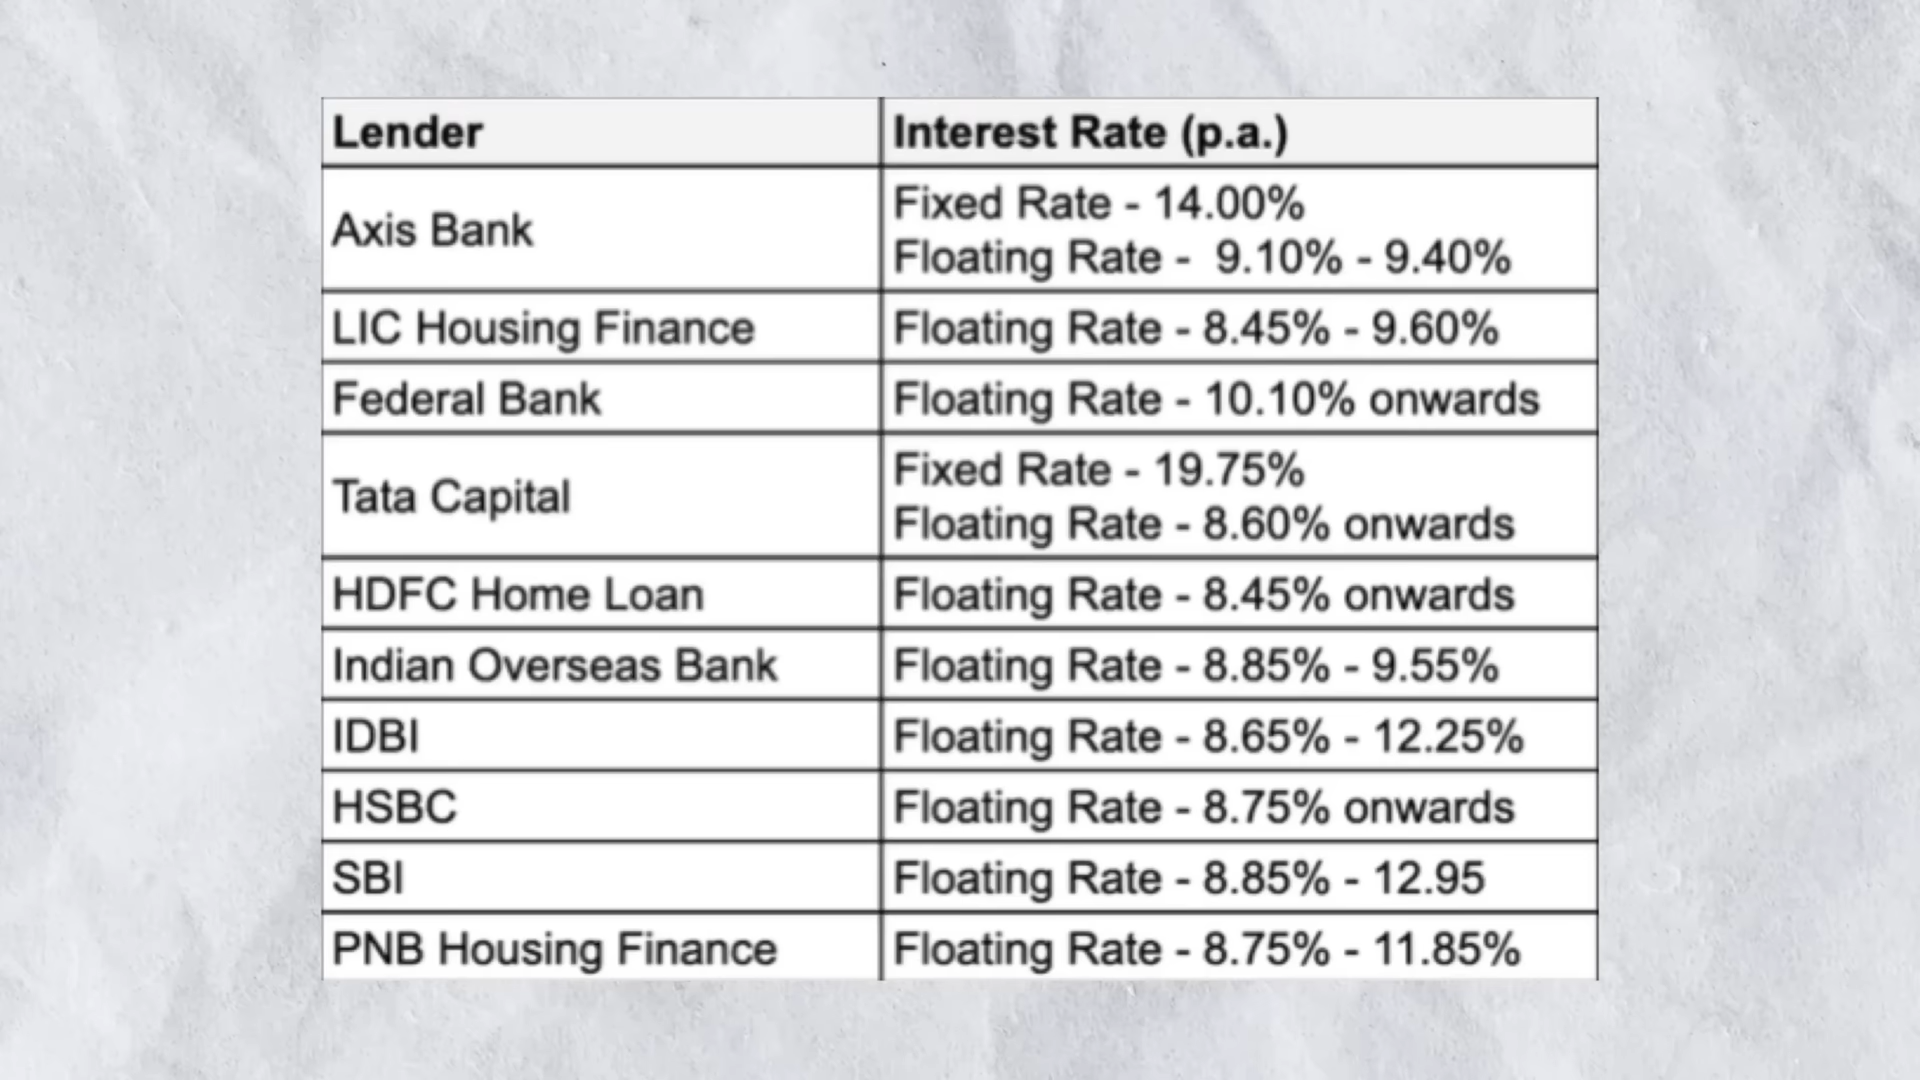 Lender Interest Rate (p.a.)
Axis Bank Fixed Rate - 14.00%
Floating Rate - 9.10% - 9.40%
LIC Housing Finance Floating Rate - 8.45% - 9.60%
Federal Bank Floating Rate - 10.10% onwards
Tata Capital Fixed Rate - 19.75%
Floating Rate - 8.60% onwards
HDFC Home Loan Floating Rate - 8.45% onwards
Indian Overseas Bank Floating Rate - 8.85% - 9.55%
IDBI Floating Rate - 8.65% - 12.25%
HSBC Floating Rate - 8.75% onwards
SBI Floating Rate - 8.85% - 12.95
PNB Housing Finance Floating Rate - 8.75% - 11.85%